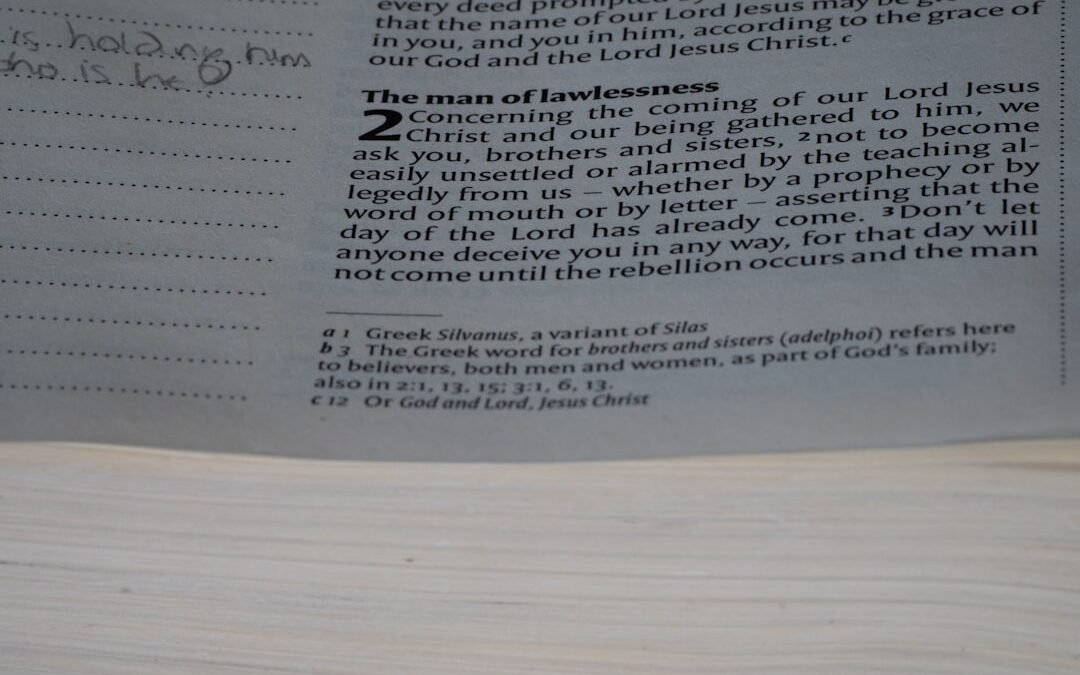 is holding him
who is he
every deed prompted
that the name of our Lord Jesus may be
in you, and you in him, according to the grace of
our God and the Lord Jesus Christ.c
The man of lawlessness
2 Concerning the coming of our Lord Jesus
Christ and our being gathered to him, we
ask you, brothers and sisters, 2 not to become
easily unsettled or alarmed by the teaching al-
legedly from us – whether by a prophecy or by
word of mouth or by letter – asserting that the
day of the Lord has already come. 3 Don't let
anyone deceive you in any way, for that day will
not come until the rebellion occurs and the man
a 1 Greek Silvanus, a variant of Silas
b 3 The Greek word for brothers and sisters (adelphoi) refers here
to believers, both men and women, as part of God's family;
also in 2:1, 13, 15; 3:1, 6, 13.
c 12 Or God and Lord, Jesus Christ